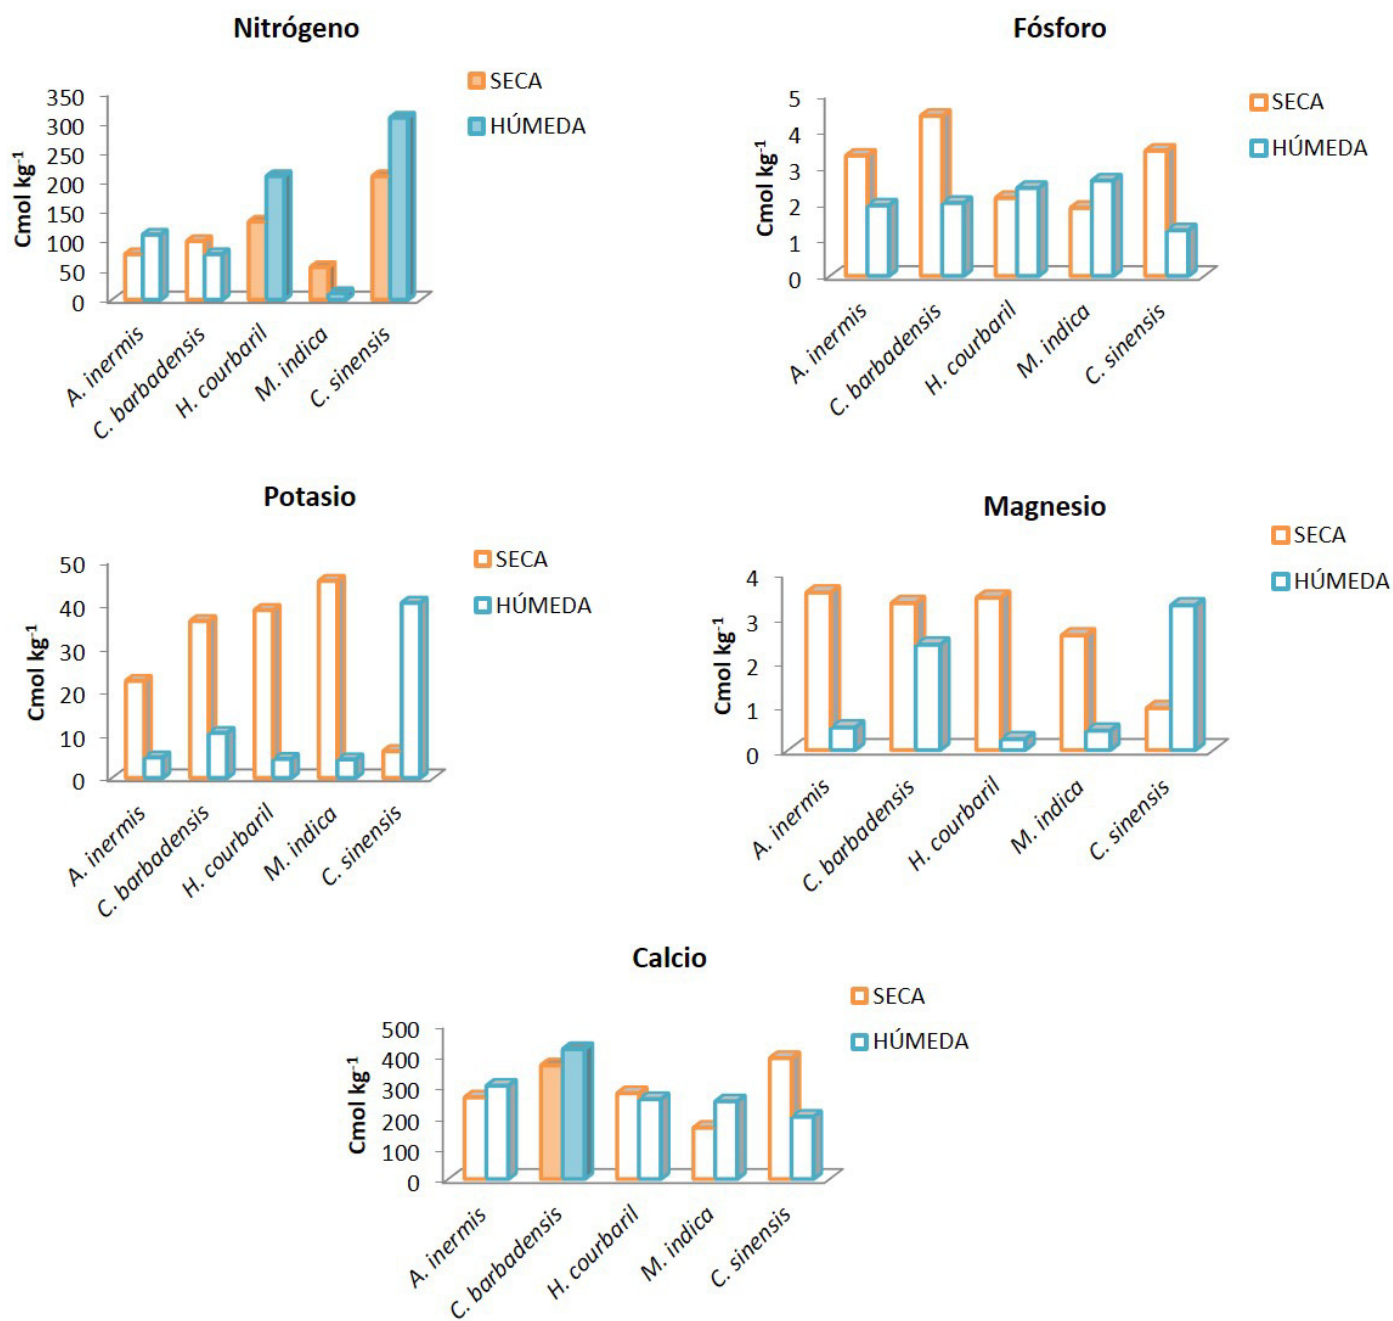 Nitrógeno
SECA
HÚMEDA
350
300
250
200
150
100
50
0
Cmol kg-1
A. inermis
C. barbadensis
H. courbaril
M. indica
C. sinensis
Fósforo
SECA
HÚMEDA
5
4
3
2
1
0
Cmol kg-1
A. inermis
C. barbadensis
H. courbaril
M. indica
C. sinensis
Potasio
SECA
HÚMEDA
50
40
30
20
10
0
Cmol kg-1
A. inermis
C. barbadensis
H. courbaril
M. indica
C. sinensis
Magnesio
SECA
HÚMEDA
4
3
2
1
0
Cmol kg-1
A. inermis
C. barbadensis
H. courbaril
M. indica
C. sinensis
Calcio
SECA
HÚMEDA
500
400
300
200
100
0
Cmol kg-1
A. inermis
C. barbadensis
H. courbaril
M. indica
C. sinensis